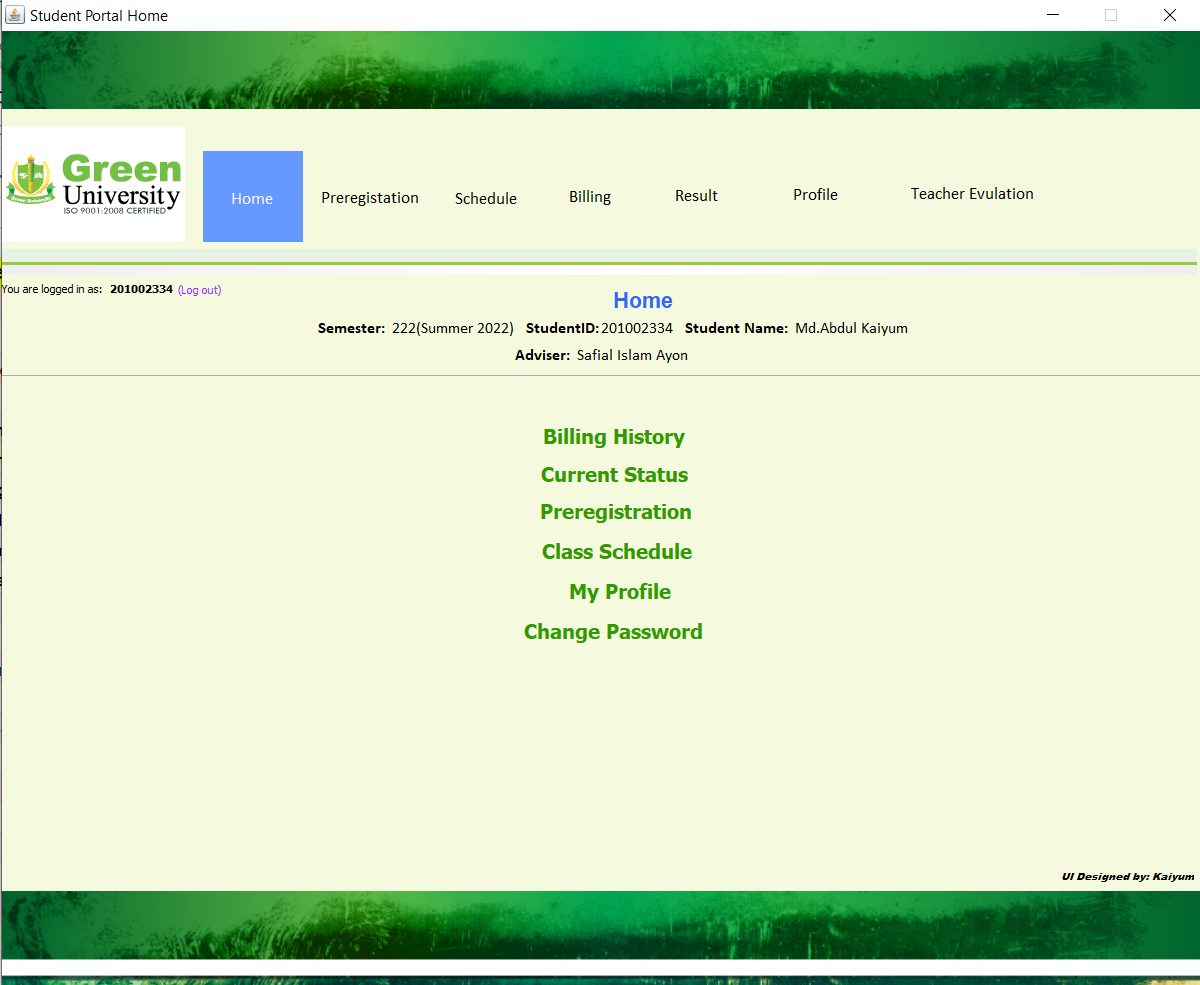 Student Portal Home
Green
University
ISO 9001:2008 CERTIFIED
Green University
Home Preregistation Schedule Billing Result Profile Teacher Evulation
You are logged in as: 201002334 (Log out)
Home
Semester: 222(Summer 2022) StudentID: 201002334 Student Name: Md.Abdul Kaiyum
Adviser: Safial Islam Ayon
Billing History
Current Status
Preregistration
Class Schedule
My Profile
Change Password
UI Designed by: Kaiyum